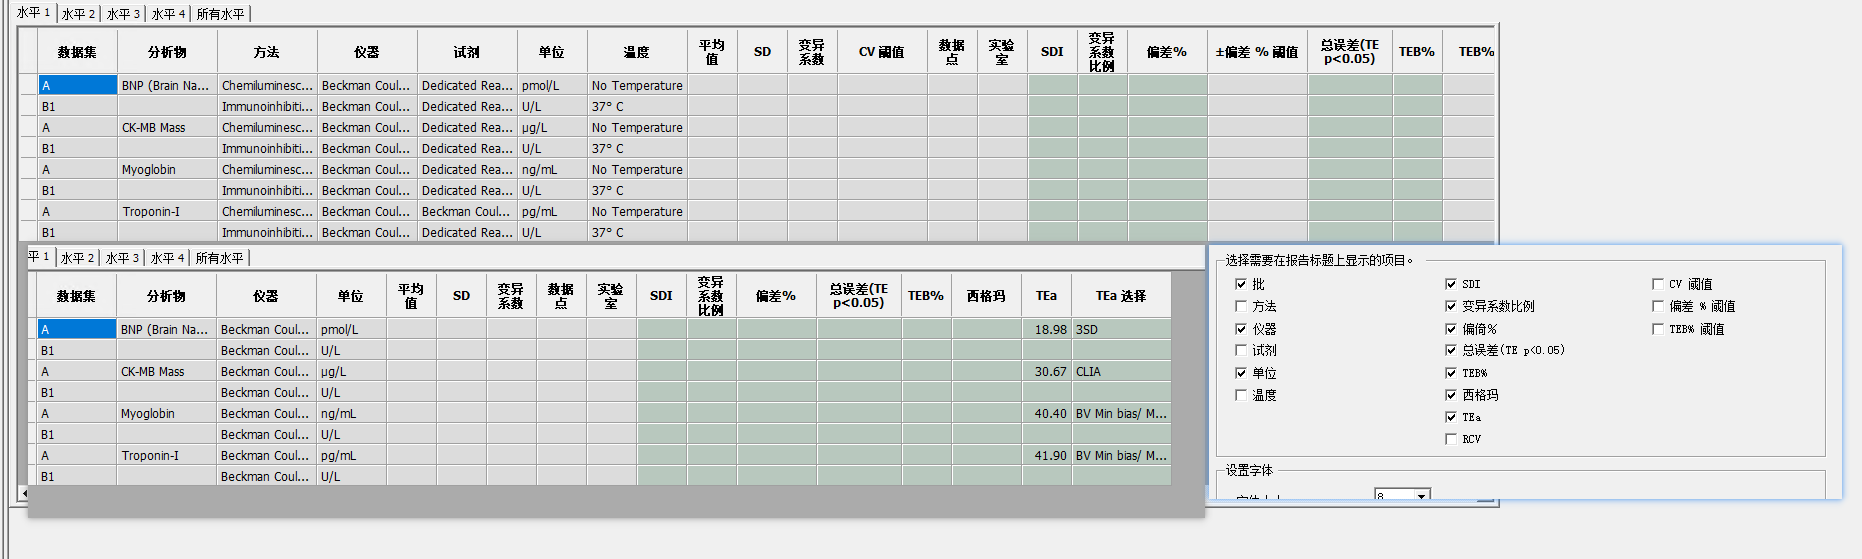 水平 1 水平 2 水平 3 水平 4 所有水平
数据集 分析物 方法 仪器 试剂 单位 温度 平均值 SD 变异系数 CV 阈值 数据点 实验室 SDI 变异系数比例 偏差% ±偏差 % 阈值 总误差(TE p<0.05) TEB% TEB%
A BNP (Brain Na... Chemiluminesc... Beckman Coul... Dedicated Rea... pmol/L No Temperature
B1 Immunoinhibiti... Beckman Coul... Dedicated Rea... U/L 37° C
A CK-MB Mass Chemiluminesc... Beckman Coul... Dedicated Rea... µg/L No Temperature
B1 Immunoinhibiti... Beckman Coul... Dedicated Rea... U/L 37° C
A Myoglobin Chemiluminesc... Beckman Coul... Dedicated Rea... ng/mL No Temperature
B1 Immunoinhibiti... Beckman Coul... Dedicated Rea... U/L 37° C
A Troponin-I Chemiluminesc... Beckman Coul... Beckman Coul... pg/mL No Temperature
B1 Immunoinhibiti... Beckman Coul... Dedicated Rea... U/L 37° C
平 1 水平 2 水平 3 水平 4 所有水平
数据集 分析物 仪器 单位 平均值 SD 变异系数 数据点 实验室 SDI 变异系数比例 偏差% 总误差(TE p<0.05) TEB% 西格玛 TEa TEa 选择
A BNP (Brain Na... Beckman Coul... pmol/L 18.98 3SD
B1 Beckman Coul... U/L
A CK-MB Mass Beckman Coul... µg/L 30.67 CLIA
B1 Beckman Coul... U/L
A Myoglobin Beckman Coul... ng/mL 40.40 BV Min bias/ M...
B1 Beckman Coul... U/L
A Troponin-I Beckman Coul... pg/mL 41.90 BV Min bias/ M...
B1 Beckman Coul... U/L
选择需要在报告标题上显示的项目。
批 SDI CV 阈值
方法 变异系数比例 偏差 % 阈值
仪器 偏倚% TEB% 阈值
试剂 总误差(TE p<0.05)
单位 TEB%
温度 西格玛
TEa
RCV
设置字体
8